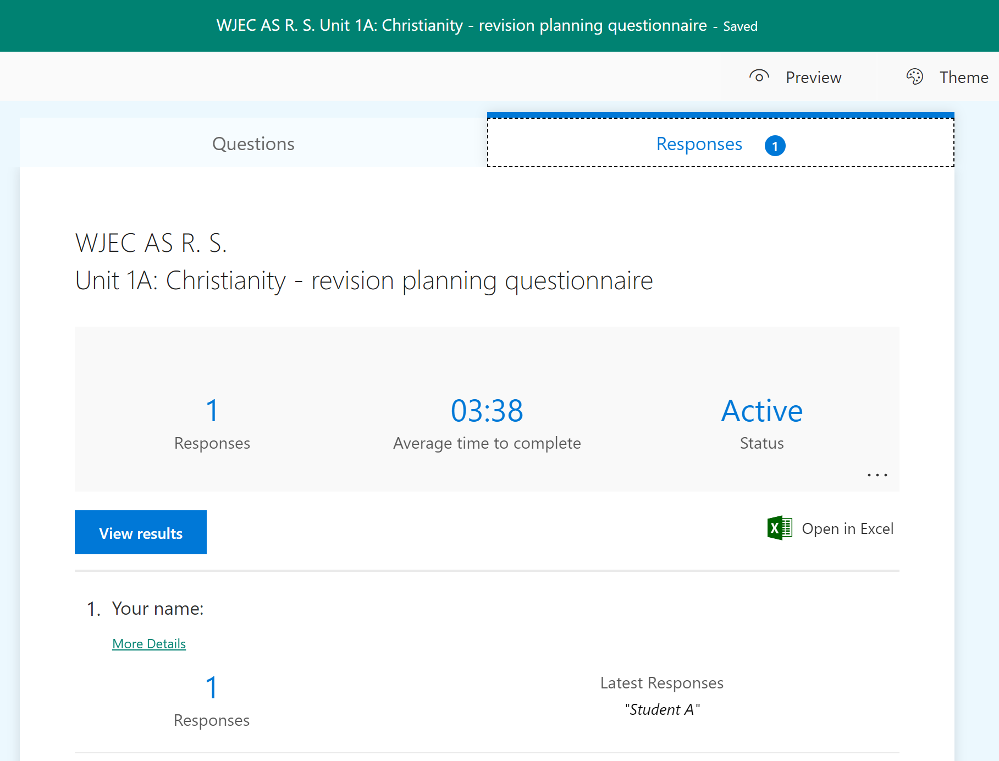 WJEC AS R. S. Unit 1A: Christianity - revision planning questionnaire - Saved
Preview
Theme
Questions
Responses 1
WJEC AS R. S.
Unit 1A: Christianity - revision planning questionnaire
1
Responses
03:38
Average time to complete
Active
Status
...
View results
Open in Excel
1. Your name:
More Details
1
Responses
Latest Responses
"Student A"